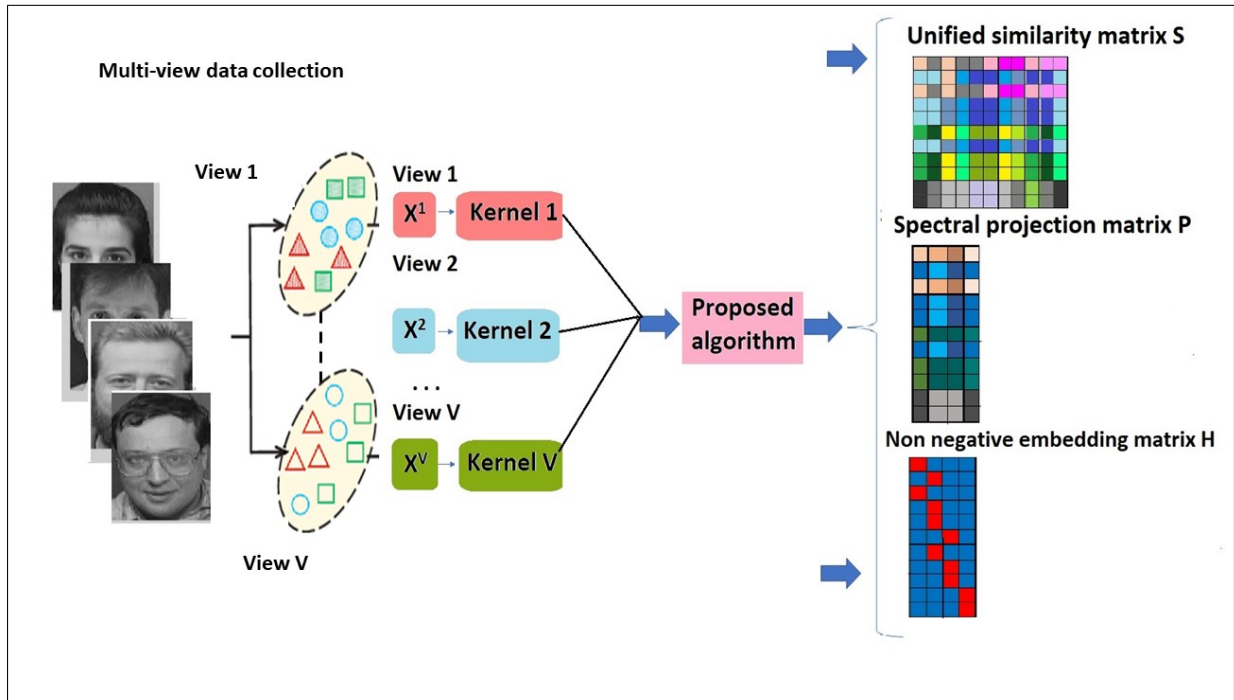 Multi-view data collection
View 1
View V
View 1
X¹
Kernel 1
View 2
X²
Kernel 2
...
View V
Xⱽ
Kernel V
Proposed
algorithm
Unified similarity matrix S
Spectral projection matrix P
Non negative embedding matrix H